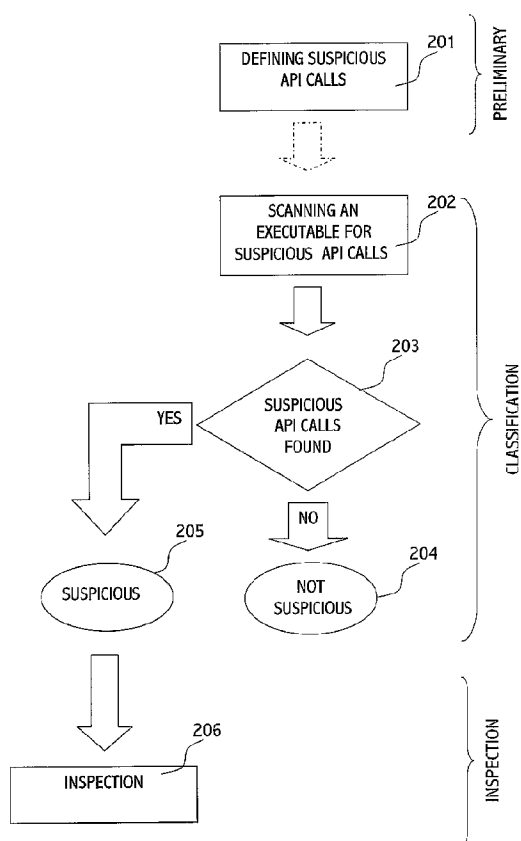 201
DEFINING SUSPICIOUS
API CALLS
PRELIMINARY
202
SCANNING AN
EXECUTABLE FOR
SUSPICIOUS API CALLS
203
SUSPICIOUS
API CALLS
FOUND
YES
NO
CLASSIFICATION
205
SUSPICIOUS
204
NOT
SUSPICIOUS
206
INSPECTION
INSPECTION